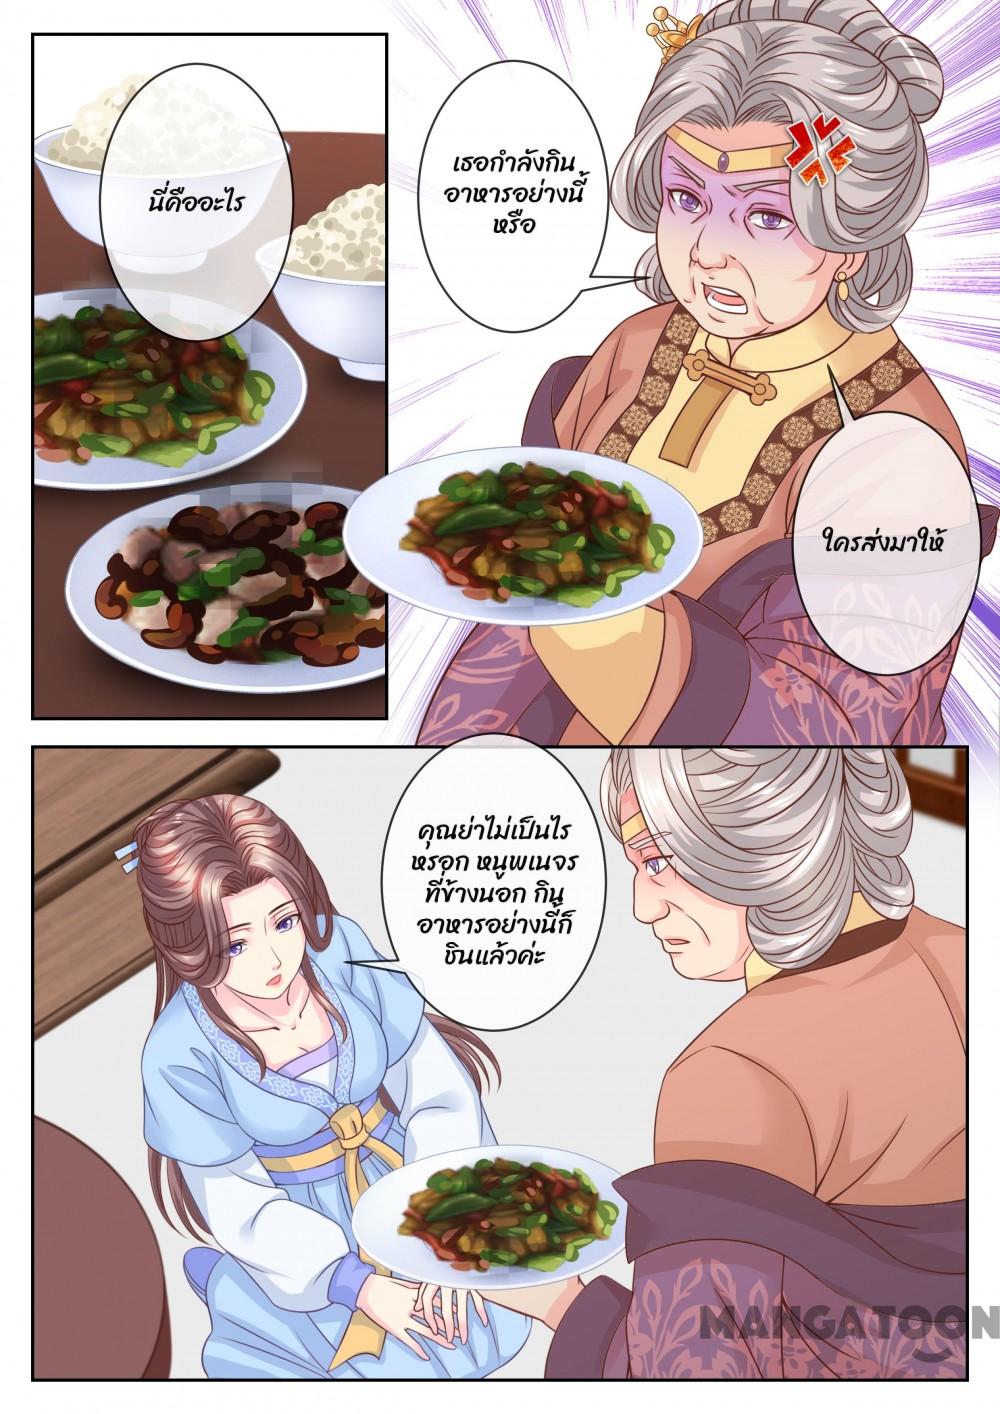 นี่คืออะไร
เธอกำลังกิน
อาหารอย่างนี้
หรือ
ใครส่งมาให้
คุณย่าไม่เป็นไร
หรอก หนูพเนจร
ที่ข้างนอก กิน
อาหารอย่างนี้ก็
ชินแล้วค่ะ
MANGATOON